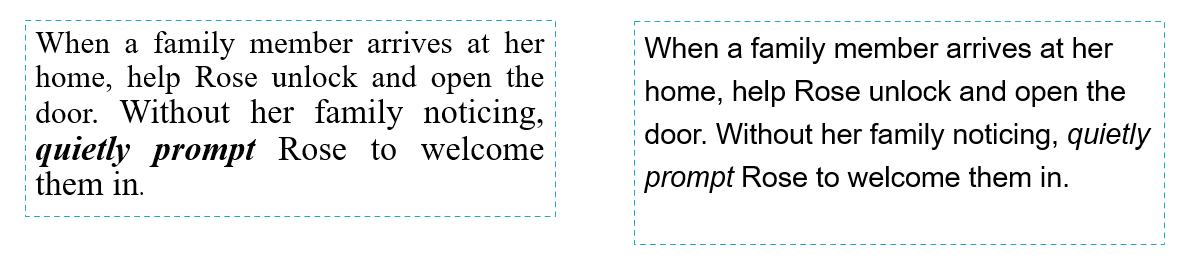 When a family member arrives at her
home, help Rose unlock and open the
door. Without her family noticing,
quietly prompt Rose to welcome
them in.
When a family member arrives at her
home, help Rose unlock and open the
door. Without her family noticing, quietly
prompt Rose to welcome them in.